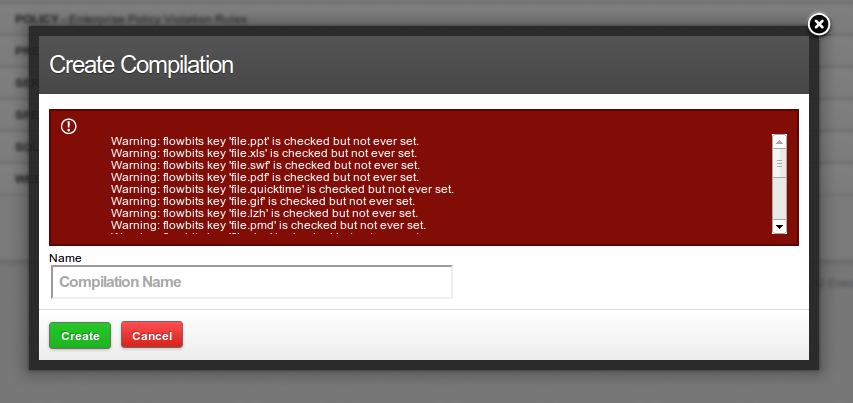 POLICY - Enterprise Policy Violation Rules
Create Compilation
Warning: flowbits key 'file.ppt' is checked but not ever set.
Warning: flowbits key 'file.xls' is checked but not ever set.
Warning: flowbits key 'file.swf' is checked but not ever set.
Warning: flowbits key 'file.pdf' is checked but not ever set.
Warning: flowbits key 'file.quicktime' is checked but not ever set.
Warning: flowbits key 'file.gif' is checked but not ever set.
Warning: flowbits key 'file.lzh' is checked but not ever set.
Warning: flowbits key 'file.pmd' is checked but not ever set.
Name
Compilation Name
Create
Cancel